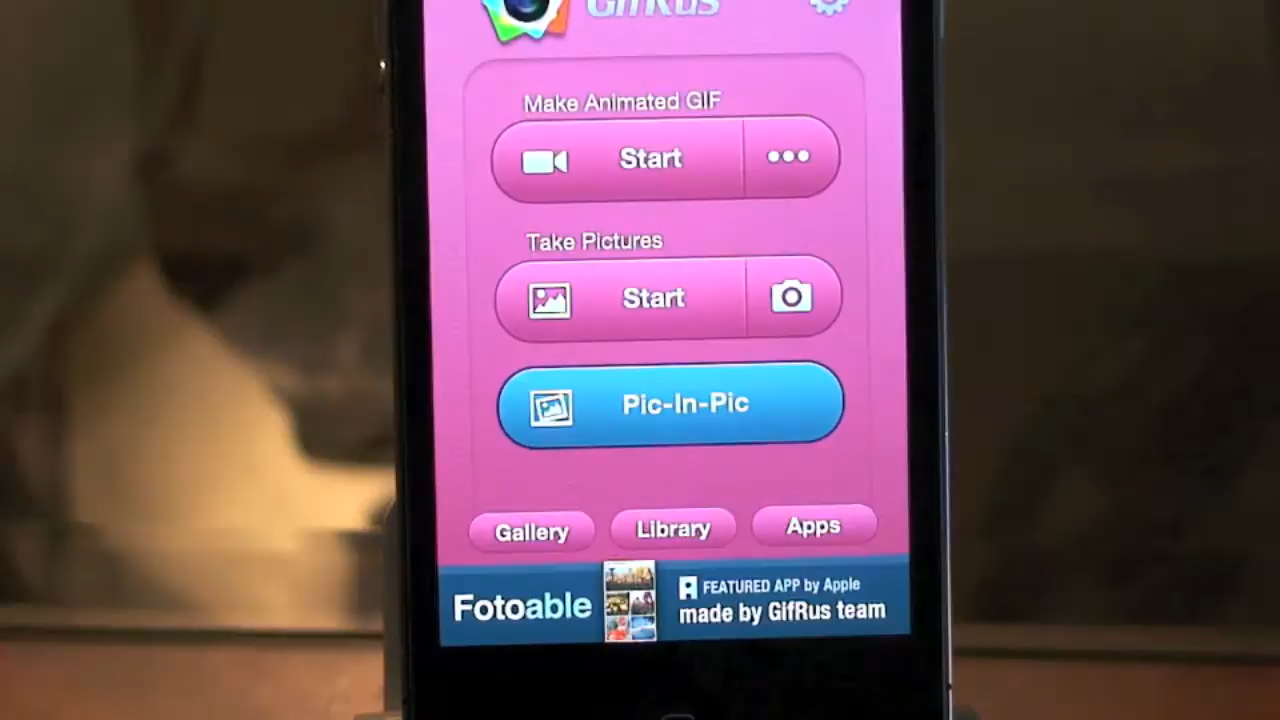 GifRus
Make Animated GIF
Start
Take Pictures
Start
Pic-In-Pic
Gallery Library Apps
Fotoable
FEATURED APP by Apple
made by GifRus team